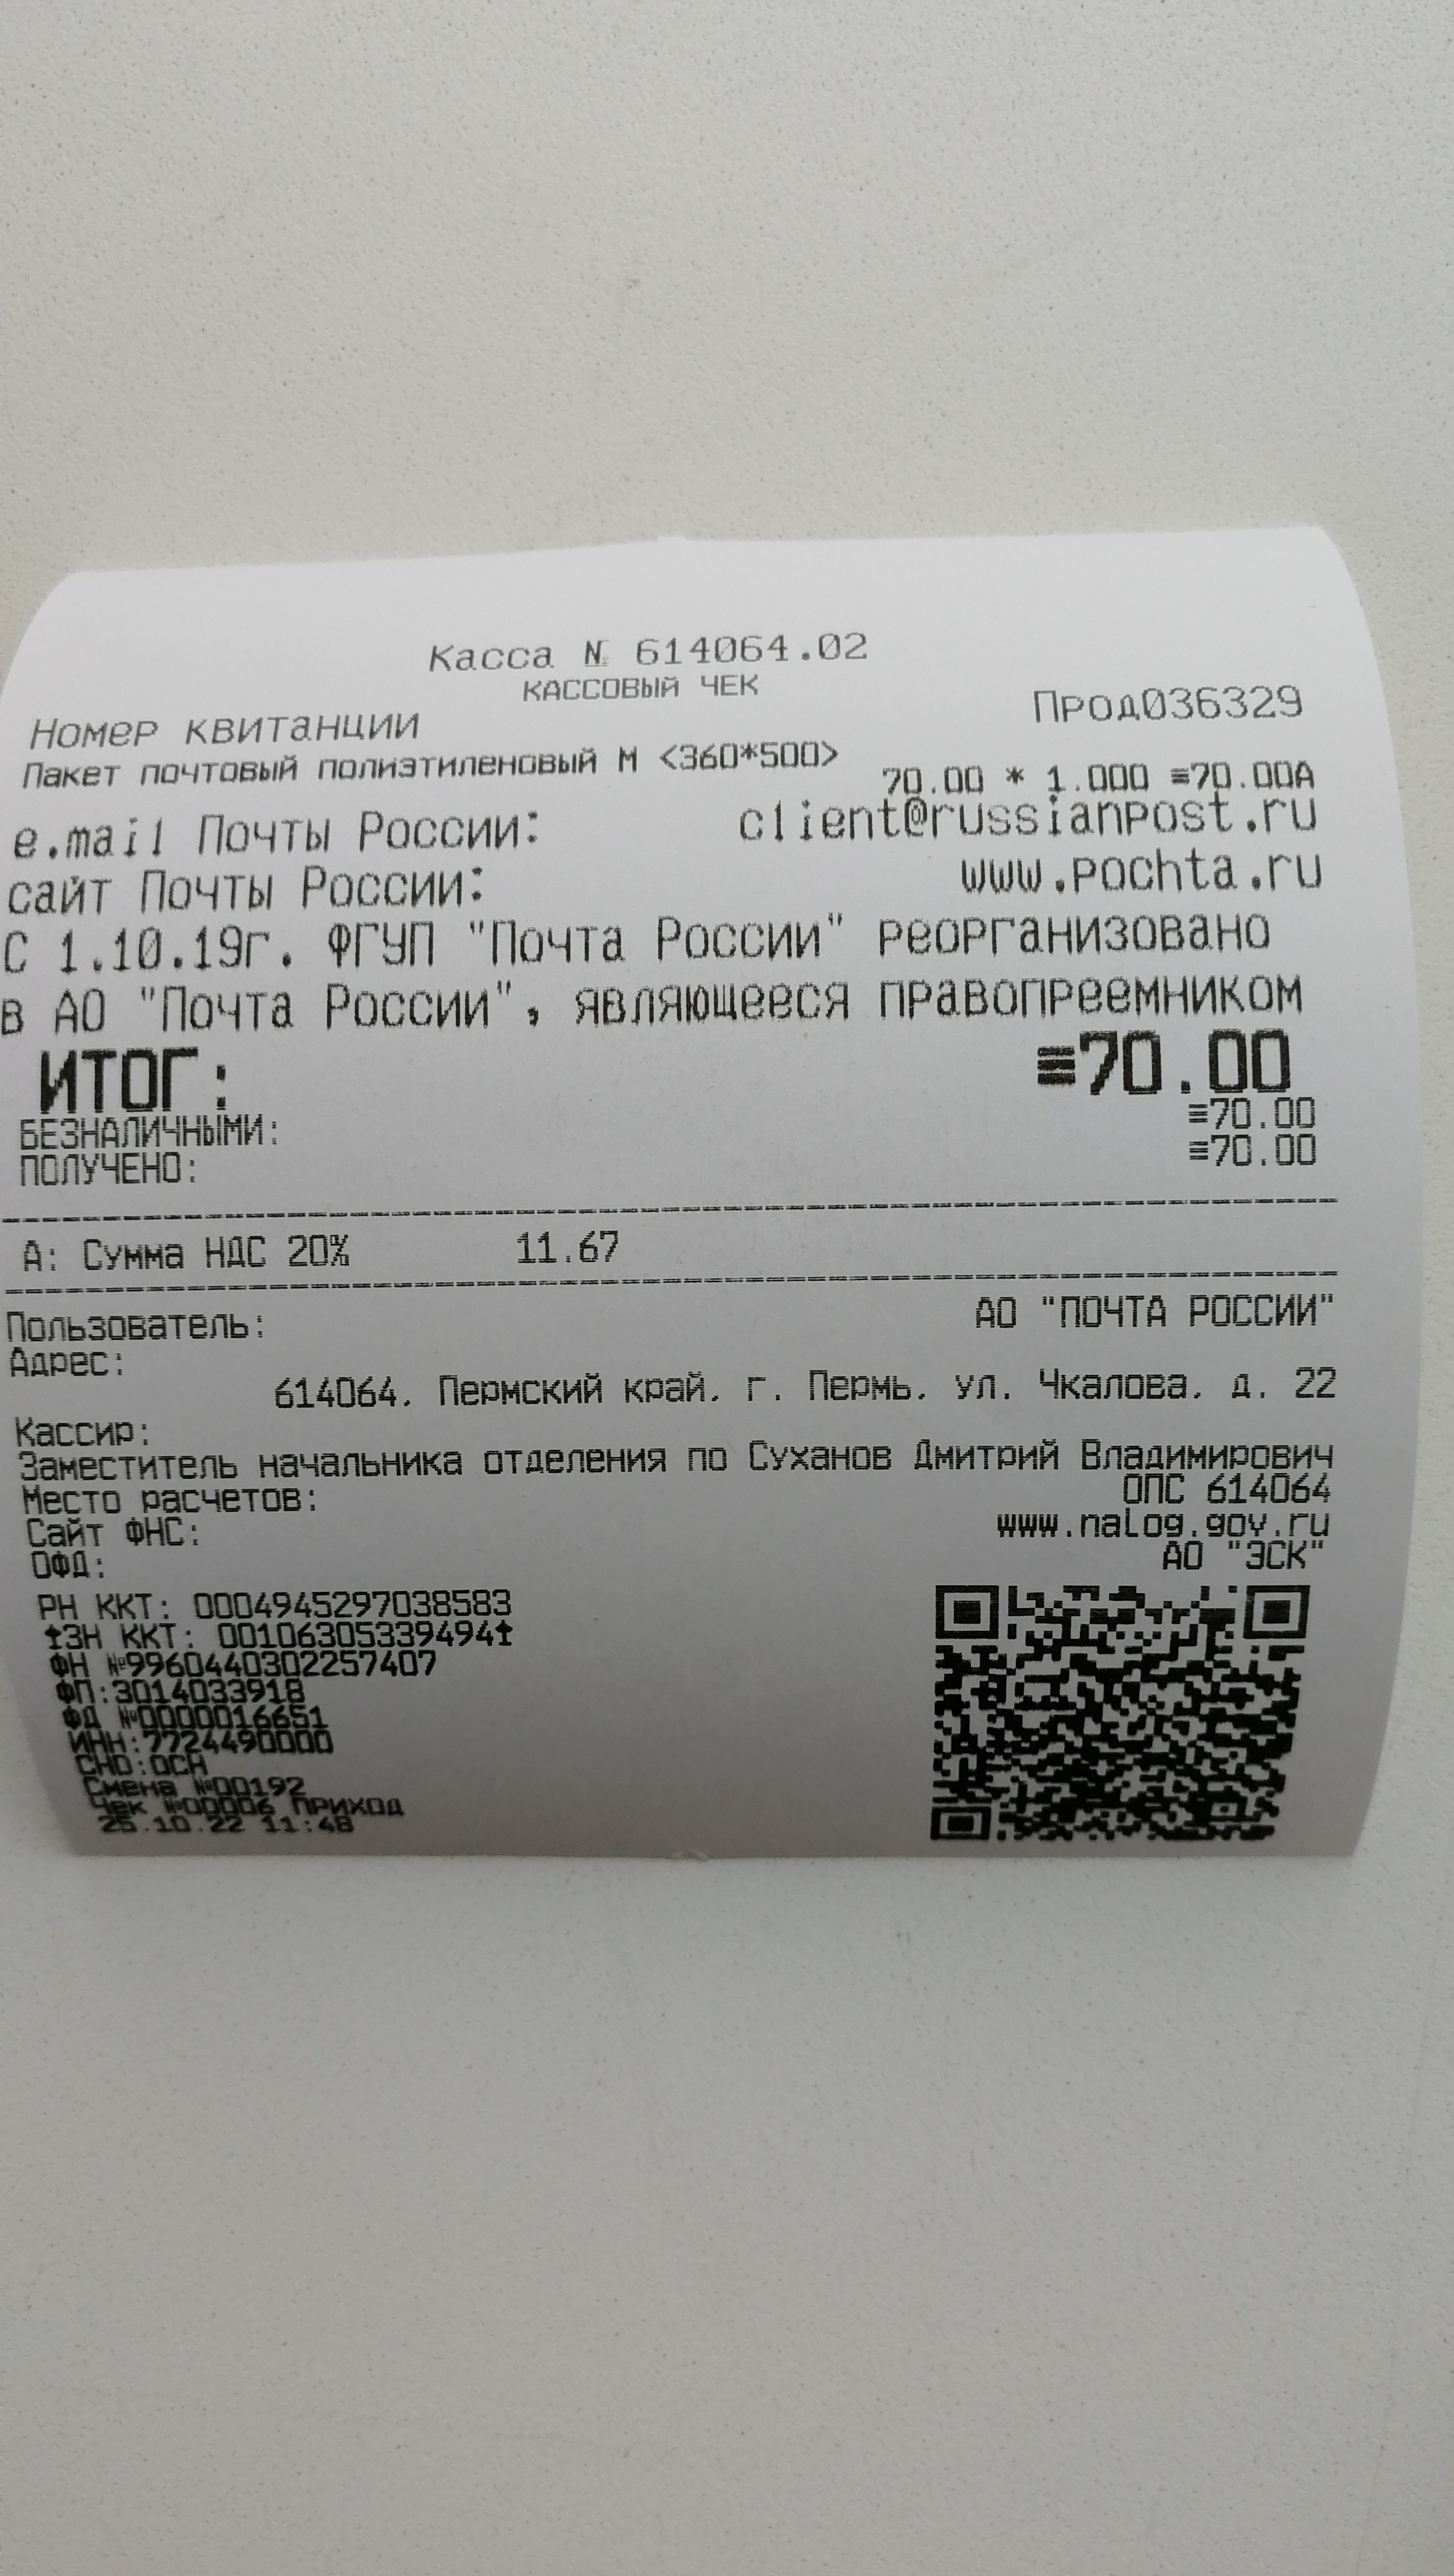 Касса № 614064.02
КАССОВЫЙ ЧЕК
Номер квитанции Прод036329
Пакет почтовый полиэтиленовый М <360*500>
70.00 * 1.000 ≡70.00А
e.mail Почты России: client@russianpost.ru
сайт Почты России: www.pochta.ru
С 1.10.19г. ФГУП "Почта России" реорганизовано
в АО "Почта России", являющееся правопреемником
ИТОГ: ≡70.00
БЕЗНАЛИЧНЫМИ: ≡70.00
ПОЛУЧЕНО: ≡70.00
А: Сумма НДС 20% 11.67
Пользователь: АО "ПОЧТА РОССИИ"
Адрес:
614064, Пермский край, г. Пермь, ул. Чкалова, д. 22
Кассир:
Заместитель начальника отделения по Суханов Дмитрий Владимирович
Место расчетов: ОПС 614064
Сайт ФНС: www.nalog.gov.ru
ОФД: АО "ЭСК"
РН ККТ: 0004945297038583
ЗН ККТ: 00106305339494
ФН №9960440302257407
ФП:3014033918
ФД №0000016651
ИНН:7724490000
СНО:ОСН
Смена №00192
Чек №00006 ПРИХОД
25.10.22 11:48